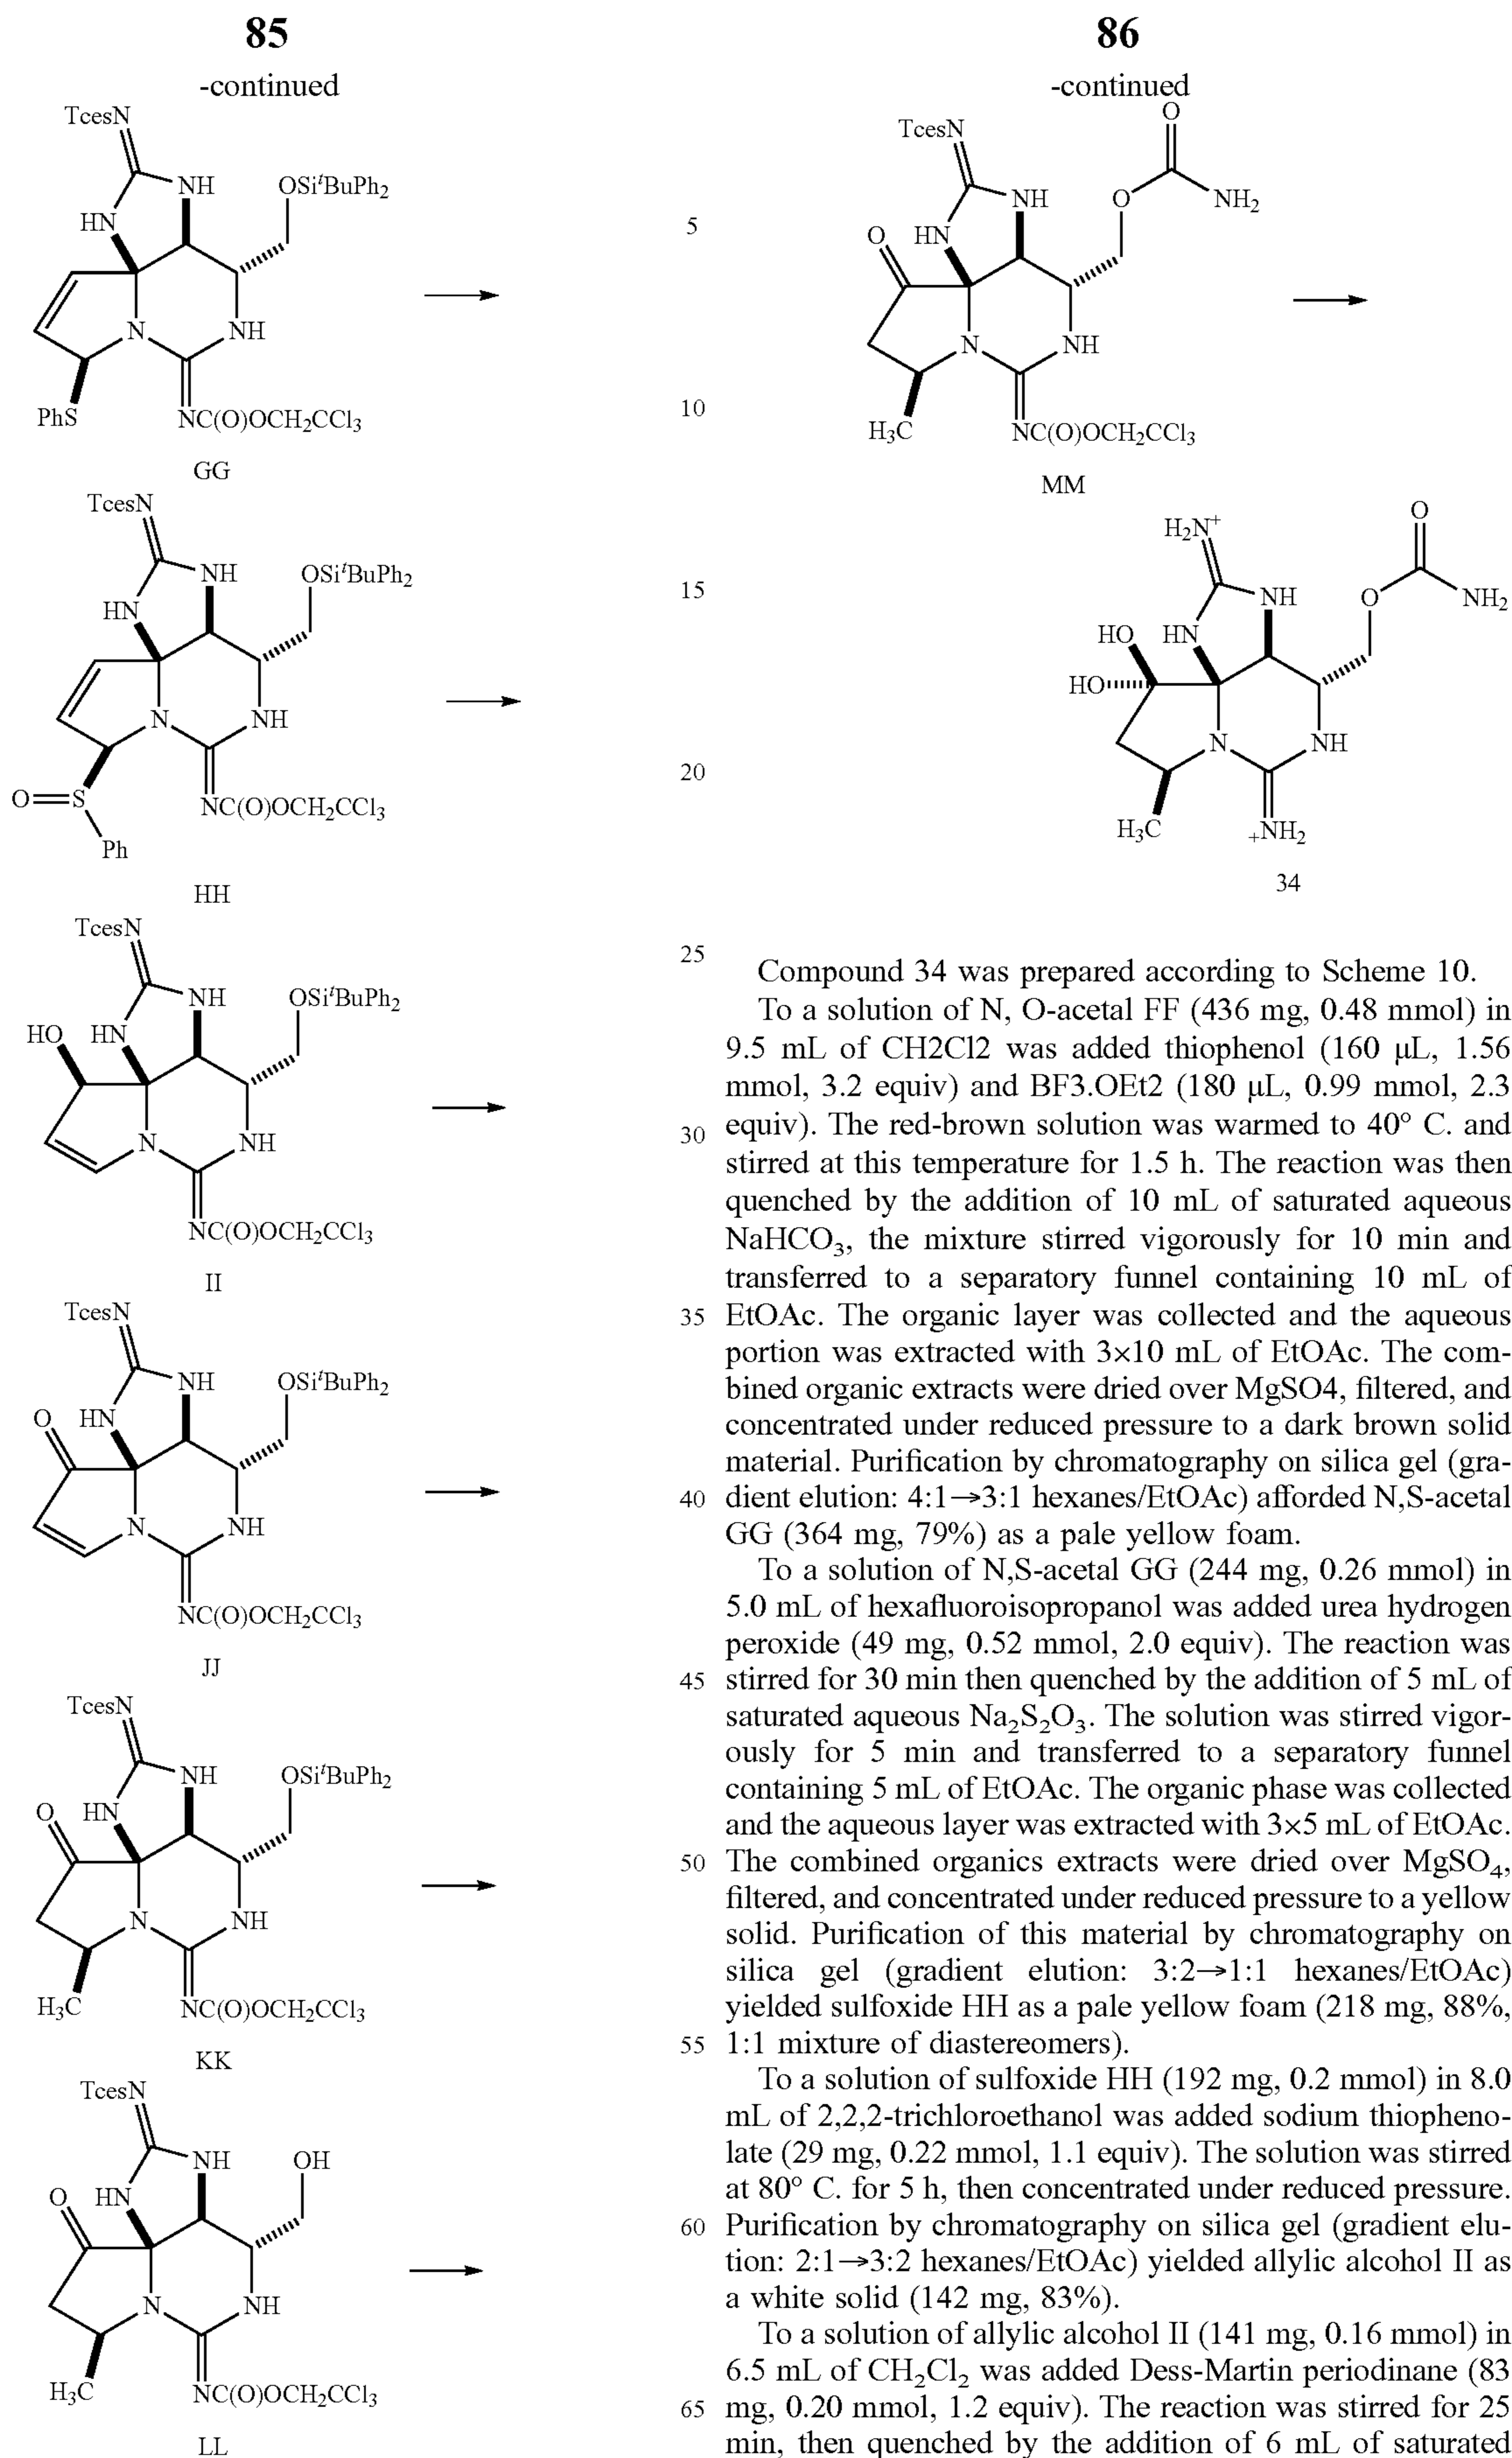 85
-continued
TcesN
NH
OSiᵗBuPh₂
HN
N
NH
PhS
NC(O)OCH₂CCl₃
GG
TcesN
NH
OSiᵗBuPh₂
HN
N
NH
O
S
NC(O)OCH₂CCl₃
Ph
HH
TcesN
NH
OSiᵗBuPh₂
HO
HN
N
NH
NC(O)OCH₂CCl₃
II
TcesN
NH
OSiᵗBuPh₂
O
HN
N
NH
NC(O)OCH₂CCl₃
JJ
TcesN
NH
OSiᵗBuPh₂
O
HN
N
NH
H₃C
NC(O)OCH₂CCl₃
KK
TcesN
NH
OH
O
HN
N
NH
H₃C
NC(O)OCH₂CCl₃
LL
86
-continued
O
TcesN
NH
O
NH₂
5
O
HN
N
NH
10
H₃C
NC(O)OCH₂CCl₃
MM
O
H₂N⁺
15
NH
O
NH₂
HO
HN
HO
N
NH
20
H₃C
+NH₂
34
25
Compound 34 was prepared according to Scheme 10.
To a solution of N, O-acetal FF (436 mg, 0.48 mmol) in
9.5 mL of CH2Cl2 was added thiophenol (160 μL, 1.56
mmol, 3.2 equiv) and BF3.OEt2 (180 μL, 0.99 mmol, 2.3
30 equiv). The red-brown solution was warmed to 40° C. and
stirred at this temperature for 1.5 h. The reaction was then
quenched by the addition of 10 mL of saturated aqueous
NaHCO₃, the mixture stirred vigorously for 10 min and
transferred to a separatory funnel containing 10 mL of
35 EtOAc. The organic layer was collected and the aqueous
portion was extracted with 3×10 mL of EtOAc. The com-
bined organic extracts were dried over MgSO4, filtered, and
concentrated under reduced pressure to a dark brown solid
material. Purification by chromatography on silica gel (gra-
40 dient elution: 4:1→3:1 hexanes/EtOAc) afforded N,S-acetal
GG (364 mg, 79%) as a pale yellow foam.
To a solution of N,S-acetal GG (244 mg, 0.26 mmol) in
5.0 mL of hexafluoroisopropanol was added urea hydrogen
peroxide (49 mg, 0.52 mmol, 2.0 equiv). The reaction was
45 stirred for 30 min then quenched by the addition of 5 mL of
saturated aqueous Na₂S₂O₃. The solution was stirred vigor-
ously for 5 min and transferred to a separatory funnel
containing 5 mL of EtOAc. The organic phase was collected
and the aqueous layer was extracted with 3×5 mL of EtOAc.
50 The combined organics extracts were dried over MgSO₄,
filtered, and concentrated under reduced pressure to a yellow
solid. Purification of this material by chromatography on
silica gel (gradient elution: 3:2→1:1 hexanes/EtOAc)
yielded sulfoxide HH as a pale yellow foam (218 mg, 88%,
55 1:1 mixture of diastereomers).
To a solution of sulfoxide HH (192 mg, 0.2 mmol) in 8.0
mL of 2,2,2-trichloroethanol was added sodium thiopheno-
late (29 mg, 0.22 mmol, 1.1 equiv). The solution was stirred
at 80° C. for 5 h, then concentrated under reduced pressure.
60 Purification by chromatography on silica gel (gradient elu-
tion: 2:1→3:2 hexanes/EtOAc) yielded allylic alcohol II as
a white solid (142 mg, 83%).
To a solution of allylic alcohol II (141 mg, 0.16 mmol) in
6.5 mL of CH₂Cl₂ was added Dess-Martin periodinane (83
65 mg, 0.20 mmol, 1.2 equiv). The reaction was stirred for 25
min, then quenched by the addition of 6 mL of saturated